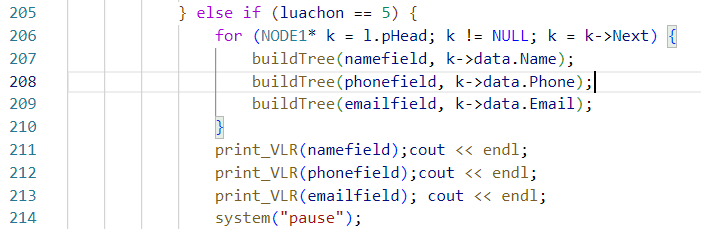 205 } else if (luachon == 5) {
206 for (NODE1* k = l.pHead; k != NULL; k = k->Next) {
207 buildTree(namefield, k->data.Name);
208 buildTree(phonefield, k->data.Phone);
209 buildTree(emailfield, k->data.Email);
210 }
211 print_VLR(namefield);cout << endl;
212 print_VLR(phonefield);cout << endl;
213 print_VLR(emailfield); cout << endl;
214 system("pause");